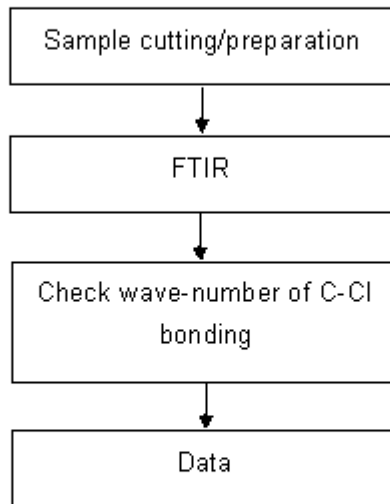 Sample cutting/preparation
FTIR
Check wave-number of C-Cl
bonding
Data